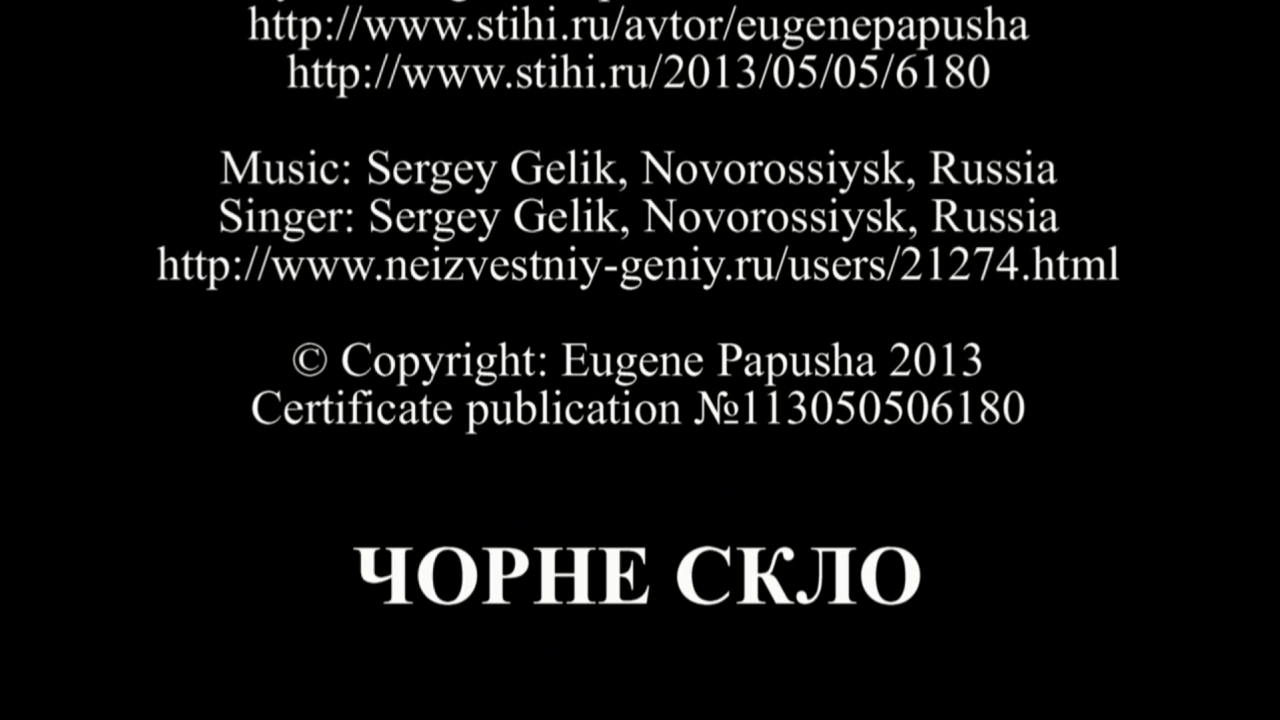 http://www.stihi.ru/avtor/eugenepapusha
http://www.stihi.ru/2013/05/05/6180
Music: Sergey Gelik, Novorossiysk, Russia
Singer: Sergey Gelik, Novorossiysk, Russia
http://www.neizvestniy-geniy.ru/users/21274.html
© Copyright: Eugene Papusha 2013
Certificate publication №113050506180
ЧОРНЕ СКЛО